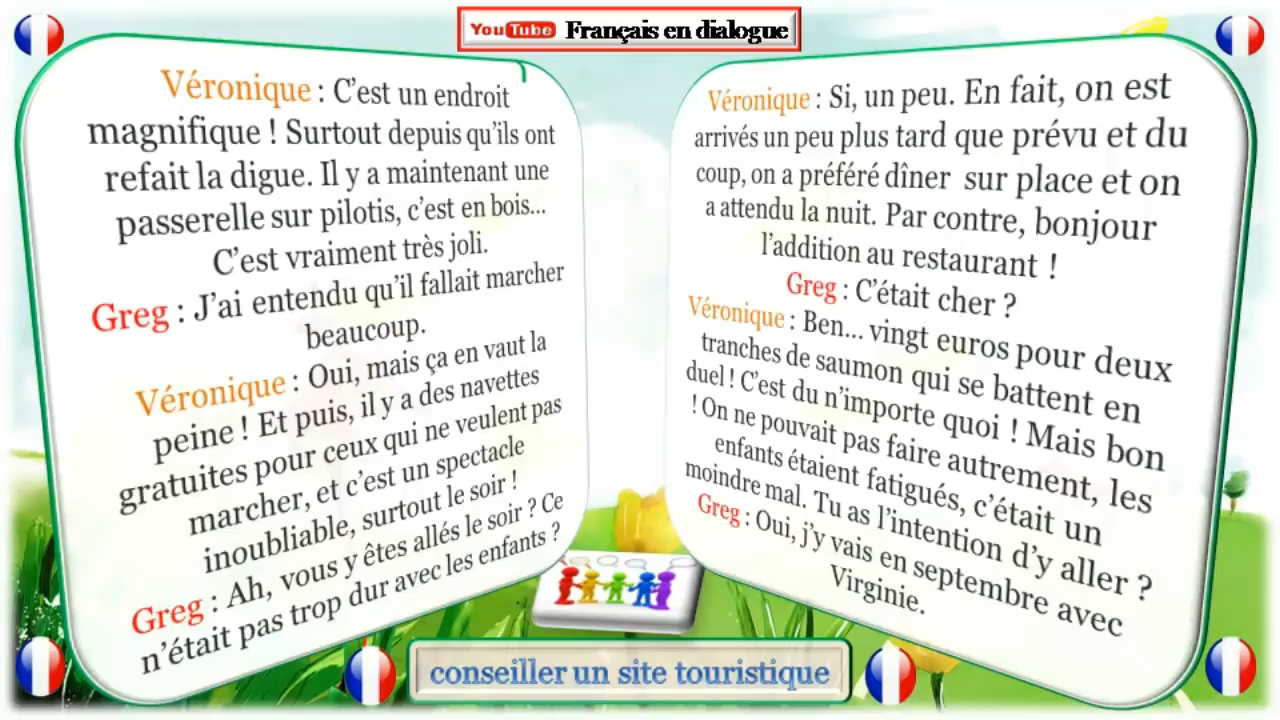 YouTube Français en dialogue
Véronique : C'est un endroit
magnifique ! Surtout depuis qu'ils ont
refait la digue. Il y a maintenant une
passerelle sur pilotis, c'est en bois...
C'est vraiment très joli.
Greg : J'ai entendu qu'il fallait marcher
beaucoup.
Véronique : Oui, mais ça en vaut la
peine ! Et puis, il y a des navettes
gratuites pour ceux qui ne veulent pas
marcher, et c'est un spectacle
inoubliable, surtout le soir !
Greg : Ah, vous y êtes allés le soir ? Ce
n'était pas trop dur avec les enfants ?
Véronique : Si, un peu. En fait, on est
arrivés un peu plus tard que prévu et du
coup, on a préféré dîner sur place et on
a attendu la nuit. Par contre, bonjour
l'addition au restaurant !
Greg : C'était cher ?
Véronique : Ben... vingt euros pour deux
tranches de saumon qui se battent en
duel ! C'est du n'importe quoi ! Mais bon
! On ne pouvait pas faire autrement, les
enfants étaient fatigués, c'était un
moindre mal. Tu as l'intention d'y aller ?
Greg : Oui, j'y vais en septembre avec
Virginie.
conseiller un site touristique